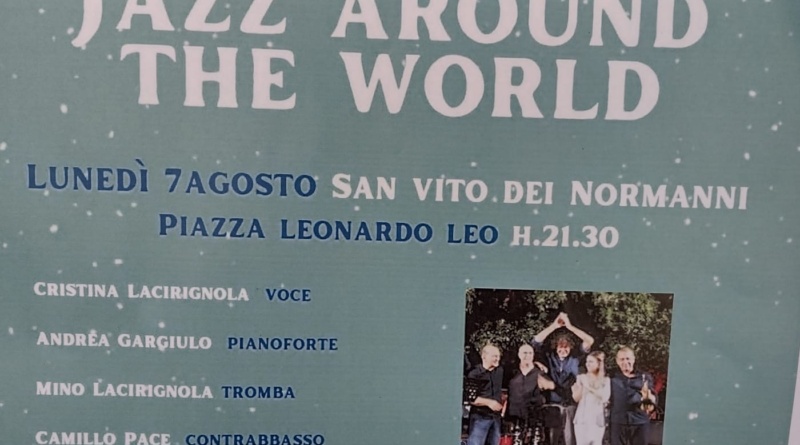 JAZZ AROUND
THE WORLD
LUNEDÌ 7AGOSTO SAN VITO DEI NORMANNI
PIAZZA LEONARDO LEO H.21.30
CRISTINA LACIRIGNOLA VOCE
ANDREA GARGIULO PIANOFORTE
MINO LACIRIGNOLA TROMBA
CAMILLO PACE CONTRABBASSO